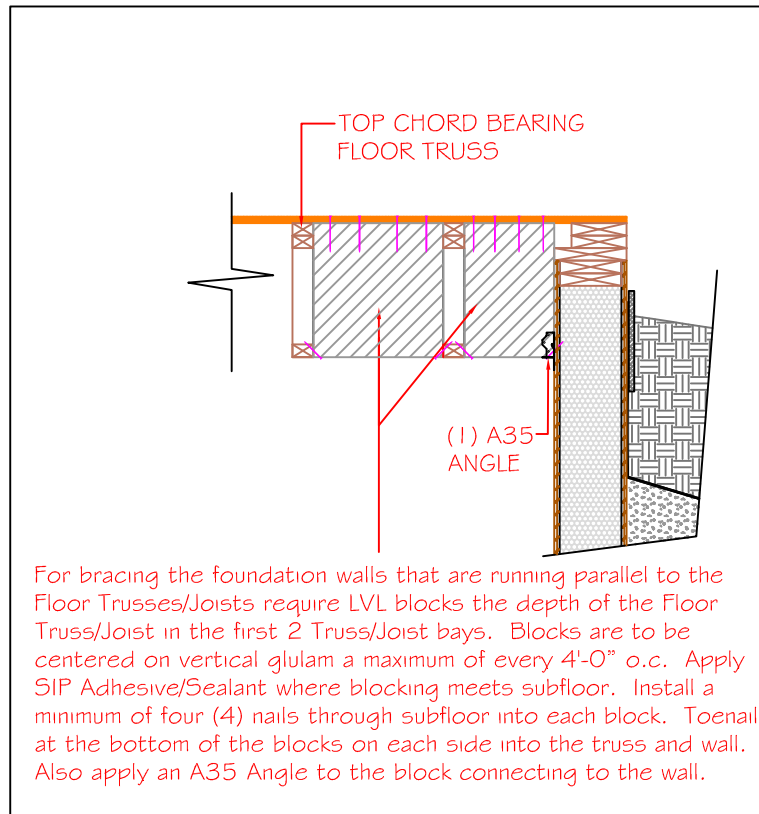 TOP CHORD BEARING
FLOOR TRUSS
(1) A35
ANGLE
For bracing the foundation walls that are running parallel to the
Floor Trusses/Joists require LVL blocks the depth of the Floor
Truss/Joist in the first 2 Truss/Joist bays.  Blocks are to be
centered on vertical glulam a maximum of every 4'-0" o.c.  Apply
SIP Adhesive/Sealant where blocking meets subfloor.  Install a
minimum of four (4) nails through subfloor into each block.  Toenail
at the bottom of the blocks on each side into the truss and wall.
Also apply an A35 Angle to the block connecting to the wall.